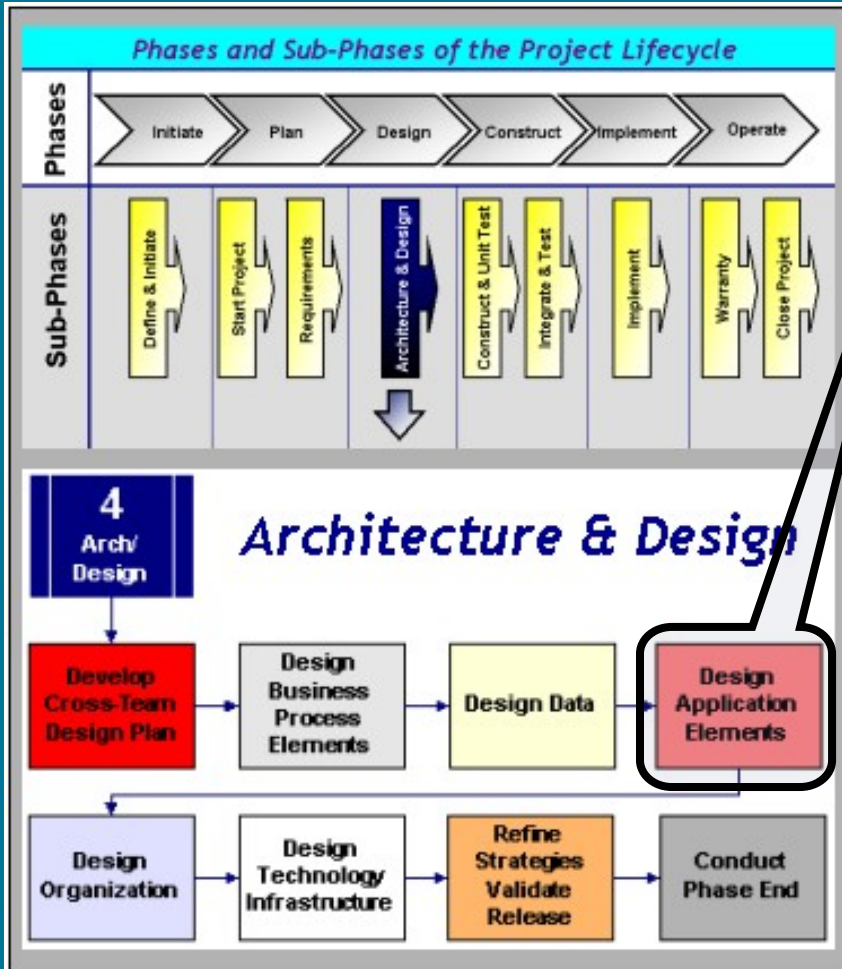 Phases and Sub-Phases of the Project Lifecycle
Phases
Initiate
Plan
Design
Construct
Implement
Operate
Sub-Phases
Define & Initiate
Start Project
Requirements
Architecture & Design
Construct & Unit Test
Integrate & Test
Implement
Warranty
Close Project
4
Arch/
Design
Architecture & Design
Develop
Cross-Team
Design Plan
Design
Business
Process
Elements
Design Data
Design
Application
Elements
Design
Organization
Design
Technology
Infrastructure
Refine
Strategies
Validate
Release
Conduct
Phase End